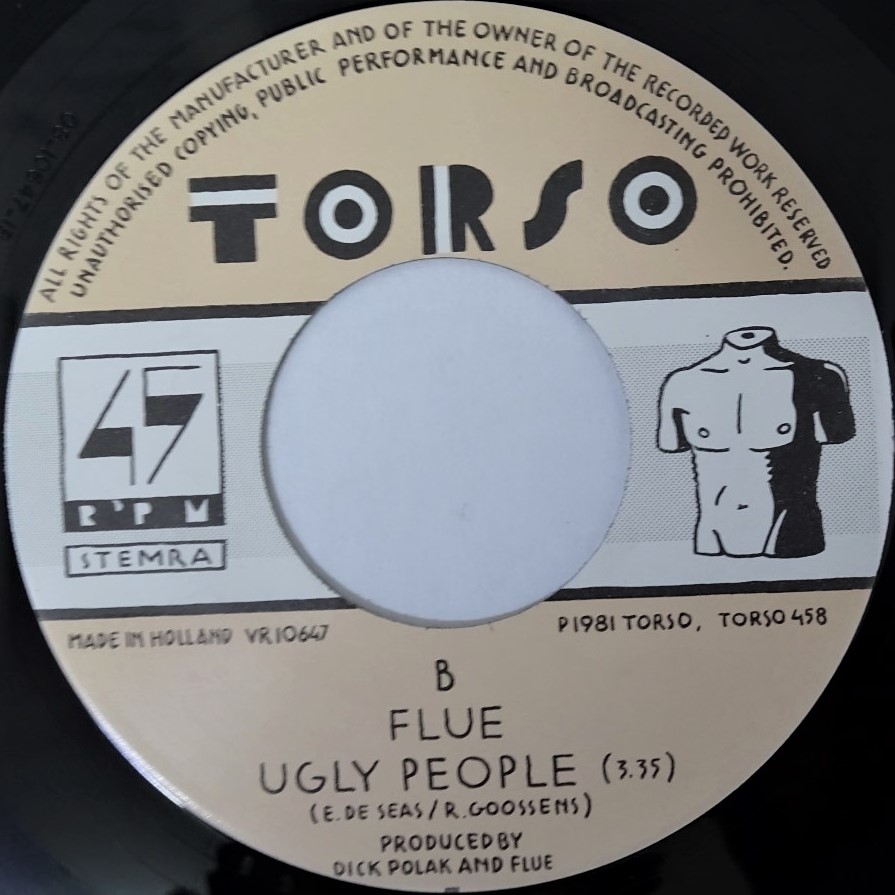 ALL RIGHTS OF THE MANUFACTURER AND OF THE OWNER OF THE RECORDED WORK RESERVED
UNAUTHORISED COPYING, PUBLIC PERFORMANCE AND BROADCASTING PROHIBITED.
TORSO
45
R'PM
STEMRA
MADE IN HOLLAND VR10647
P1981 TORSO, TORSO 458
B
FLUE
UGLY PEOPLE (3.35)
(E. DE SEAS / R. GOOSSENS)
PRODUCED BY
DICK POLAK AND FLUE